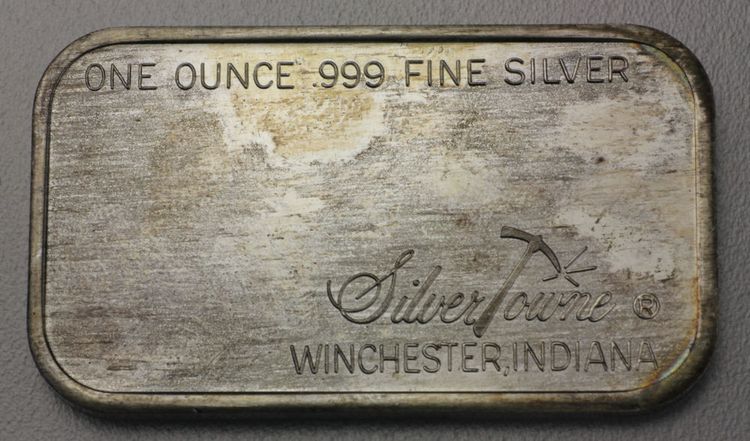 ONE OUNCE .999 FINE SILVER
SilverTowne ®
WINCHESTER, INDIANA